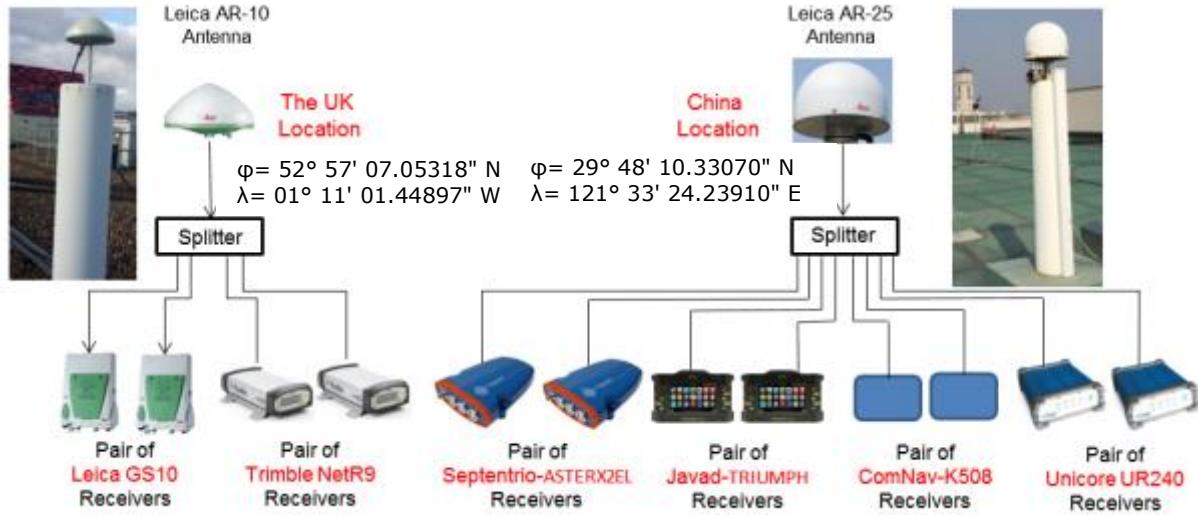 Leica AR-10
Antenna
The UK
Location
φ= 52° 57' 07.05318" N
λ= 01° 11' 01.44897" W
Splitter
Pair of
Leica GS10
Receivers
Pair of
Trimble NetR9
Receivers
Leica AR-25
Antenna
China
Location
φ= 29° 48' 10.33070" N
λ= 121° 33' 24.23910" E
Splitter
Pair of
Septentrio-ASTERX2EL
Receivers
Pair of
Javad-TRIUMPH
Receivers
Pair of
ComNav-K508
Receivers
Pair of
Unicore UR240
Receivers